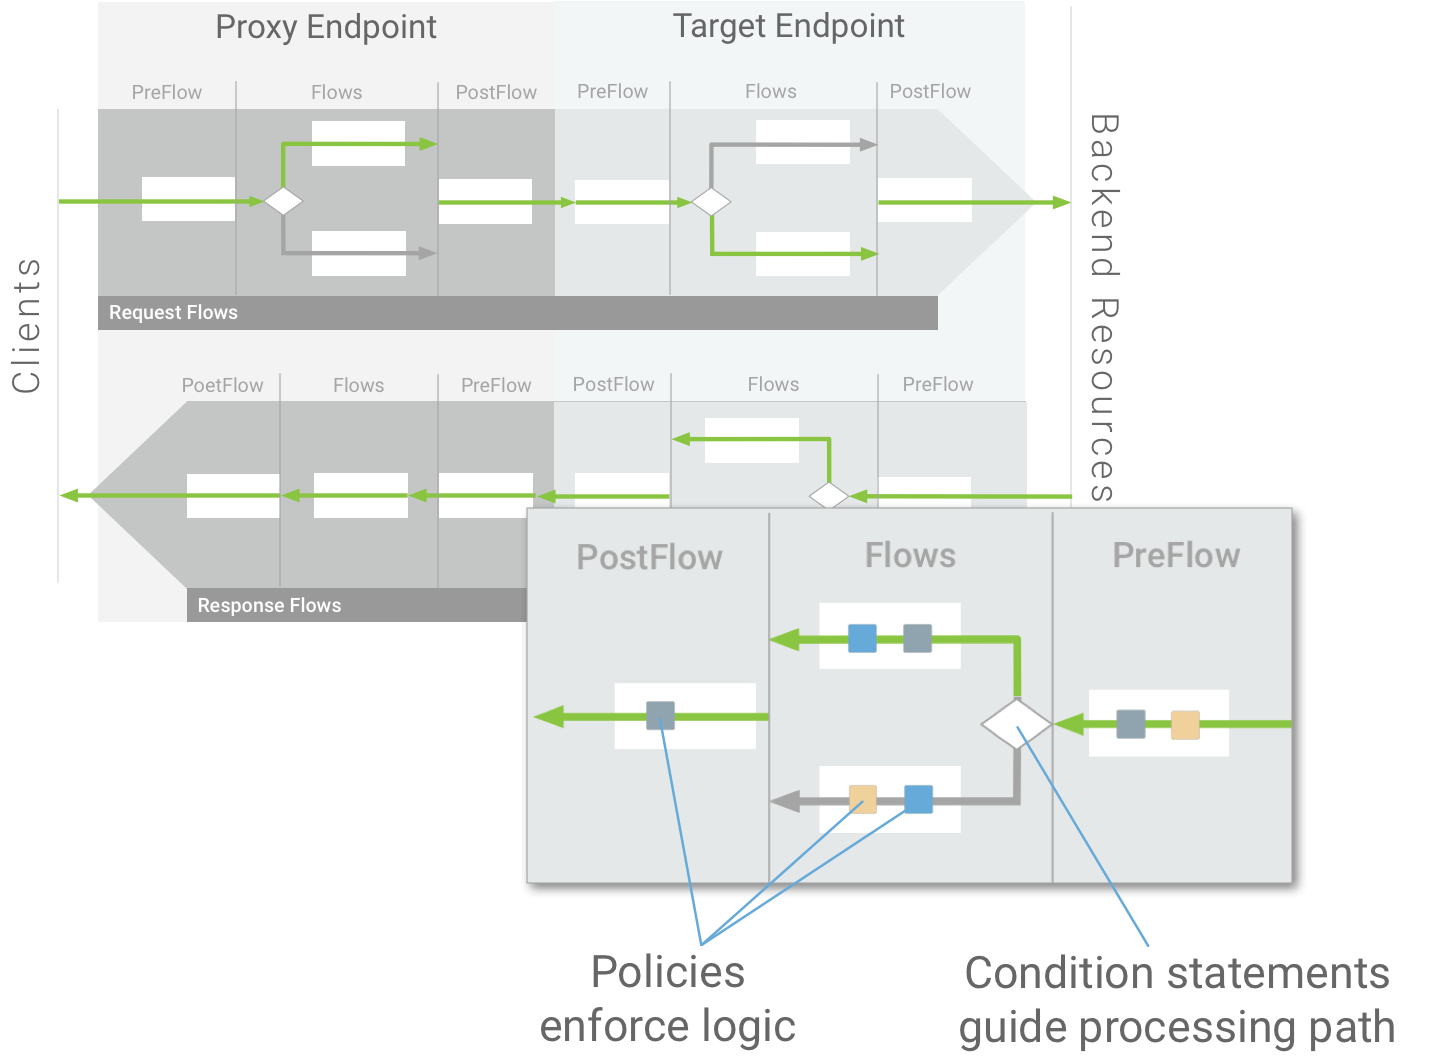 Proxy Endpoint
Target Endpoint
PreFlow
Flows
PostFlow
PreFlow
Flows
PostFlow
Request Flows
Clients
Backend Resources
PoetFlow
Flows
PreFlow
PostFlow
Flows
PreFlow
Response Flows
PostFlow
Flows
PreFlow
Policies
enforce logic
Condition statements
guide processing path